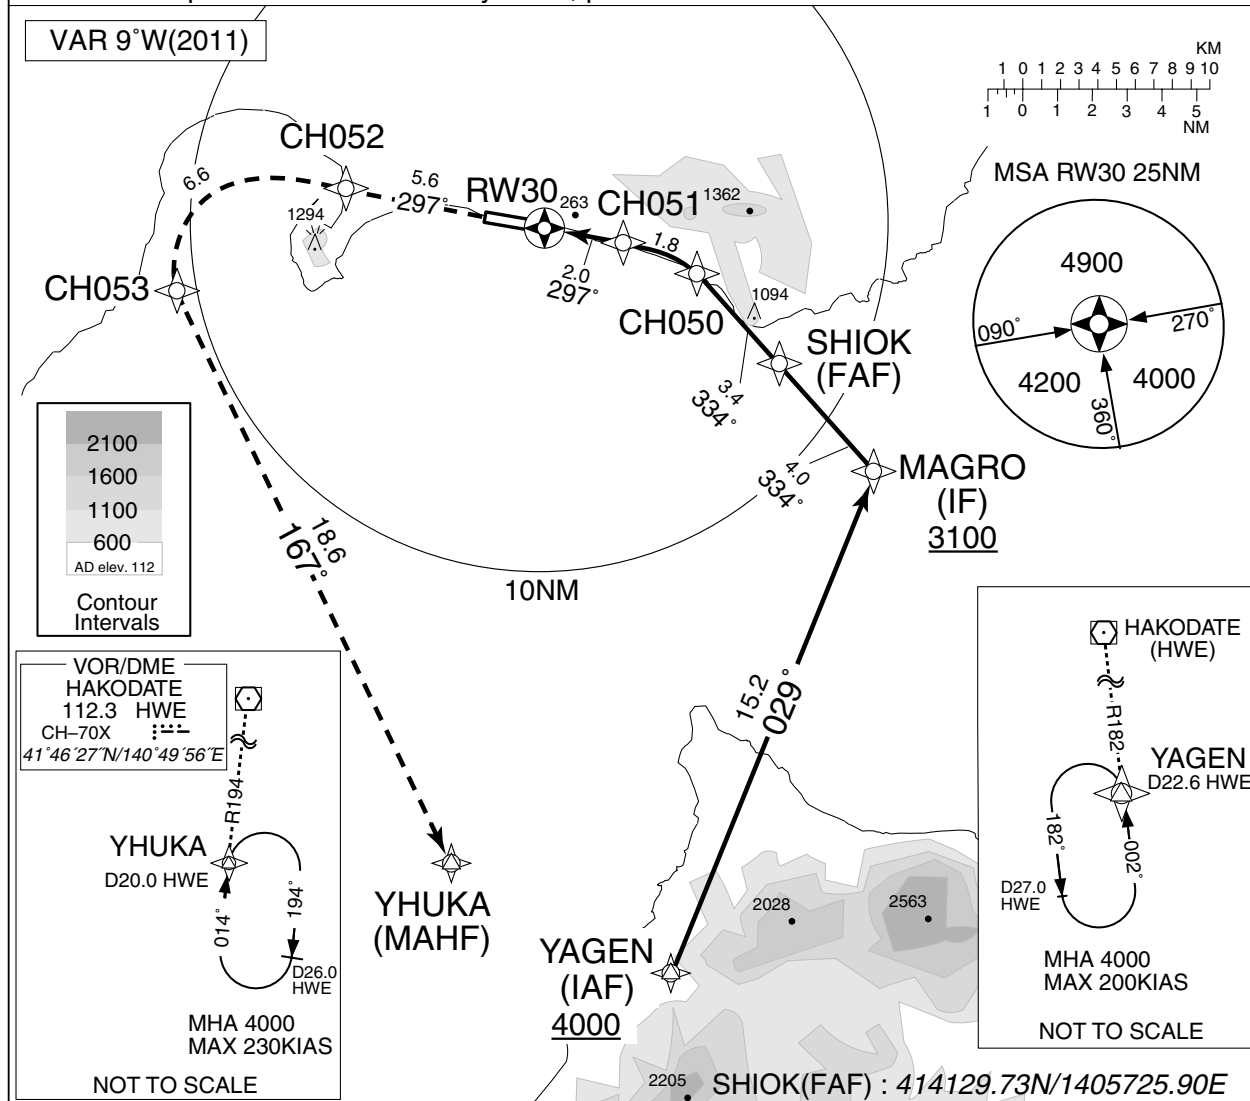 VAR 9°W(2011)
KM
1 0 1 2 3 4 5 6 7 8 9 10
1 0 1 2 3 4 5
NM
MSA RW30 25NM
4900
090°
270°
4200
4000
360°
CH052
6.6
5.6
297°
RW30
263
CH051
1362
1294
1.8
CH053
2.0
297°
CH050
1094
SHIOK
(FAF)
3.4
334°
4.0
334°
MAGRO
(IF)
3100
2100
1600
1100
600
AD elev. 112
Contour
Intervals
10NM
18.6
167°
15.2
029°
VOR/DME
HAKODATE
112.3 HWE
CH–70X
41°46´27˝N/140°49´56˝E
R194
YHUKA
D20.0 HWE
014°
194°
D26.0
HWE
MHA 4000
MAX 230KIAS
NOT TO SCALE
YHUKA
(MAHF)
YAGEN
(IAF)
4000
2028
2563
2205
HAKODATE
(HWE)
R182
YAGEN
D22.6 HWE
182°
002°
D27.0
HWE
MHA 4000
MAX 200KIAS
NOT TO SCALE
SHIOK(FAF) : 414129.73N/1405725.90E